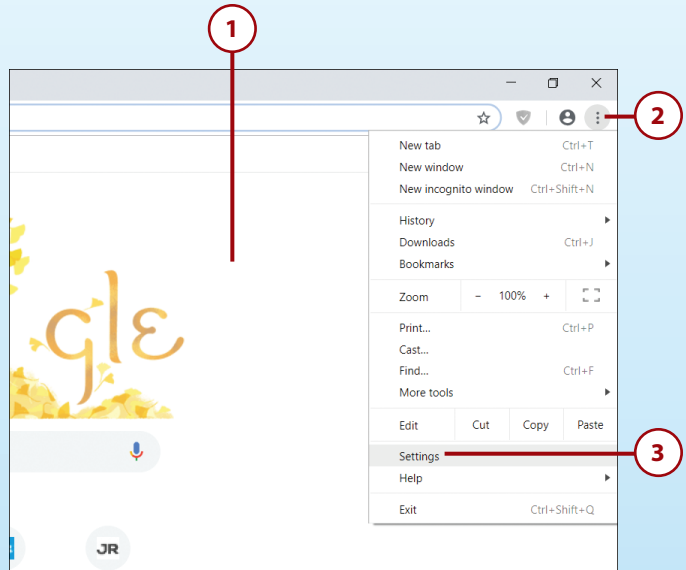 1
2
New tab Ctrl+T
New window Ctrl+N
New incognito window Ctrl+Shift+N
History
Downloads Ctrl+J
Bookmarks
Zoom - 100% +
Print... Ctrl+P
Cast...
Find... Ctrl+F
More tools
Edit Cut Copy Paste
Settings
3
Help
Exit Ctrl+Shift+Q
gle
JR